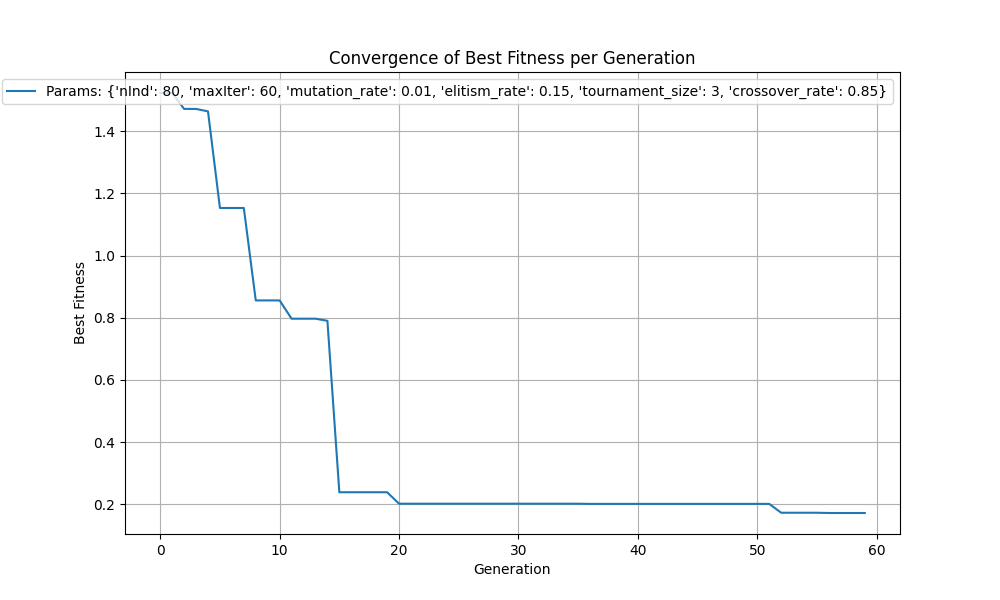 Convergence of Best Fitness per Generation
Params: {'nInd': 80, 'maxIter': 60, 'mutation_rate': 0.01, 'elitism_rate': 0.15, 'tournament_size': 3, 'crossover_rate': 0.85}
1.4
1.2
1.0
0.8
0.6
0.4
0.2
Best Fitness
0 10 20 30 40 50 60
Generation